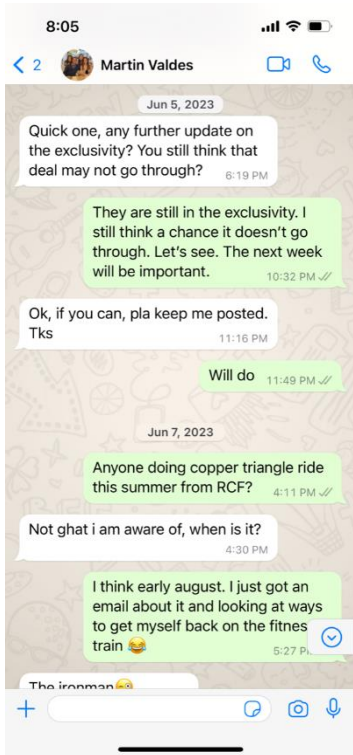 8:05
2
Martin Valdes
Jun 5, 2023
Quick one, any further update on
the exclusivity? You still think that
deal may not go through?
6:19 PM
They are still in the exclusivity. I
still think a chance it doesn't go
through. Let's see. The next week
will be important.
10:32 PM
Ok, if you can, pla keep me posted.
Tks
11:16 PM
Will do
11:49 PM
Jun 7, 2023
Anyone doing copper triangle ride
this summer from RCF?
4:11 PM
Not ghat i am aware of, when is it?
4:30 PM
I think early august. I just got an
email about it and looking at ways
to get myself back on the
train 😂
5:27
The ironman